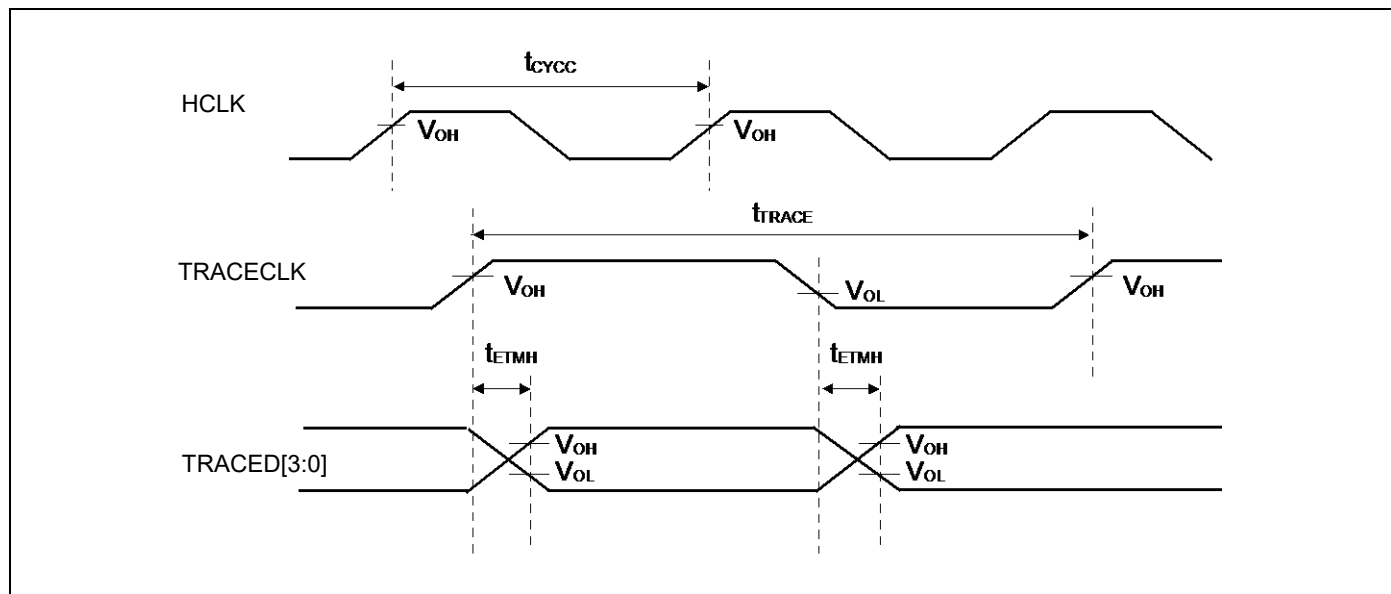 tCYCC
HCLK
VOH
VOH
tTRACE
TRACECLK
VOH
VOL
VOH
tETMH
tETMH
VOH
VOH
TRACED[3:0]
VOL
VOL